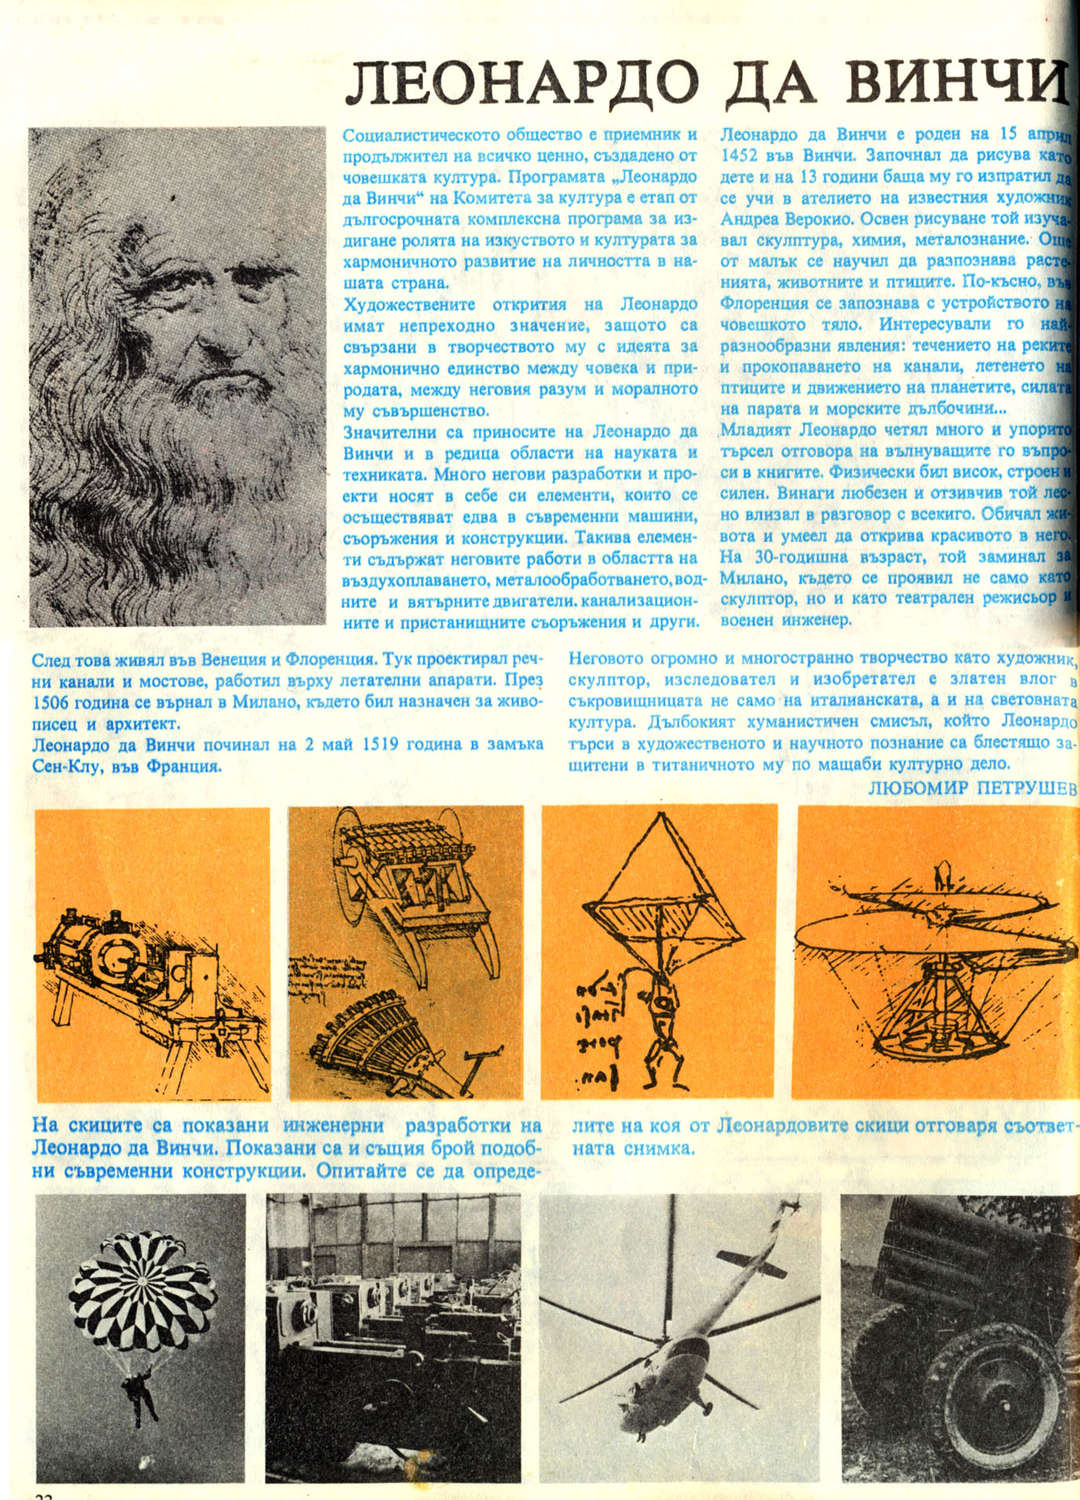 ЛЕОНАРДО ДА ВИНЧИ
Социалистическото общество е приемник и
продължител на всичко ценно, създадено от
човешката култура. Програмата „Леонардо
да Винчи“ на Комитета за култура е етап от
дългосрочната комплексна програма за из-
дигане ролята на изкуството и културата за
хармоничното развитие на личността в на-
шата страна.
Художествените открития на Леонардо
имат непреходно значение, защото са
свързани в творчеството му с идеята за
хармонично единство между човека и при-
родата, между неговия разум и моралното
му съвършенство.
Значителни са приносите на Леонардо да
Винчи и в редица области на науката и
техниката. Много негови разработки и про-
екти носят в себе си елементи, които се
осъществяват едва в съвременни машини,
съоръжения и конструкции. Такива елемен-
ти съдържат неговите работи в областта на
въздухоплаването, металообработването, вод-
ните и вятърните двигатели. канализацион-
ните и пристанищните съоръжения и други.
Леонардо да Винчи е роден на 15 април
1452 във Винчи. Започнал да рисува като
дете и на 13 години баща му го изпратил да
се учи в ателието на известния художник
Андреа Верокио. Освен рисуване той изуча-
вал скулптура, химия, металознание. Още
от малък се научил да разпознава расте-
нията, животните и птиците. По-късно, във
Флоренция се запознава с устройството на
човешкото тяло. Интересували го най-
разнообразни явления: течението на реките
и прокопаването на канали, летенето на
птиците и движението на планетите, силата
на парата и морските дълбочини...
Младият Леонардо четял много и упорито
търсел отговора на вълнуващите го въпро-
си в книгите. Физически бил висок, строен и
силен. Винаги любезен и отзивчив той лес-
но влизал в разговор с всекиго. Обичал жи-
вота и умеел да открива красивото в него.
На 30-годишна възраст, той заминал за
Милано, където се проявил не само като
скулптор, но и като театрален режисьор и
военен инженер.
След това живял във Венеция и Флоренция. Тук проектирал реч-
ни канали и мостове, работил върху летателни апарати. През
1506 година се върнал в Милано, където бил назначен за живо-
писец и архитект.
Леонардо да Винчи починал на 2 май 1519 година в замъка
Сен-Клу, във Франция.
Неговото огромно и многостранно творчество като художник,
скулптор, изследовател и изобретател е златен влог в
съкровищницата не само на италианската, а и на световната
култура. Дълбокият хуманистичен смисъл, който Леонардо
търси в художественото и научното познание са блестящо за-
щитени в титаничното му по мащаби културно дело.
ЛЮБОМИР ПЕТРУШЕВ
На скиците са показани инженерни разработки на
Леонардо да Винчи. Показани са и същия брой подоб-
ни съвременни конструкции. Опитайте се да опреде-
лите на коя от Леонардовите скици отговаря съответ-
ната снимка.